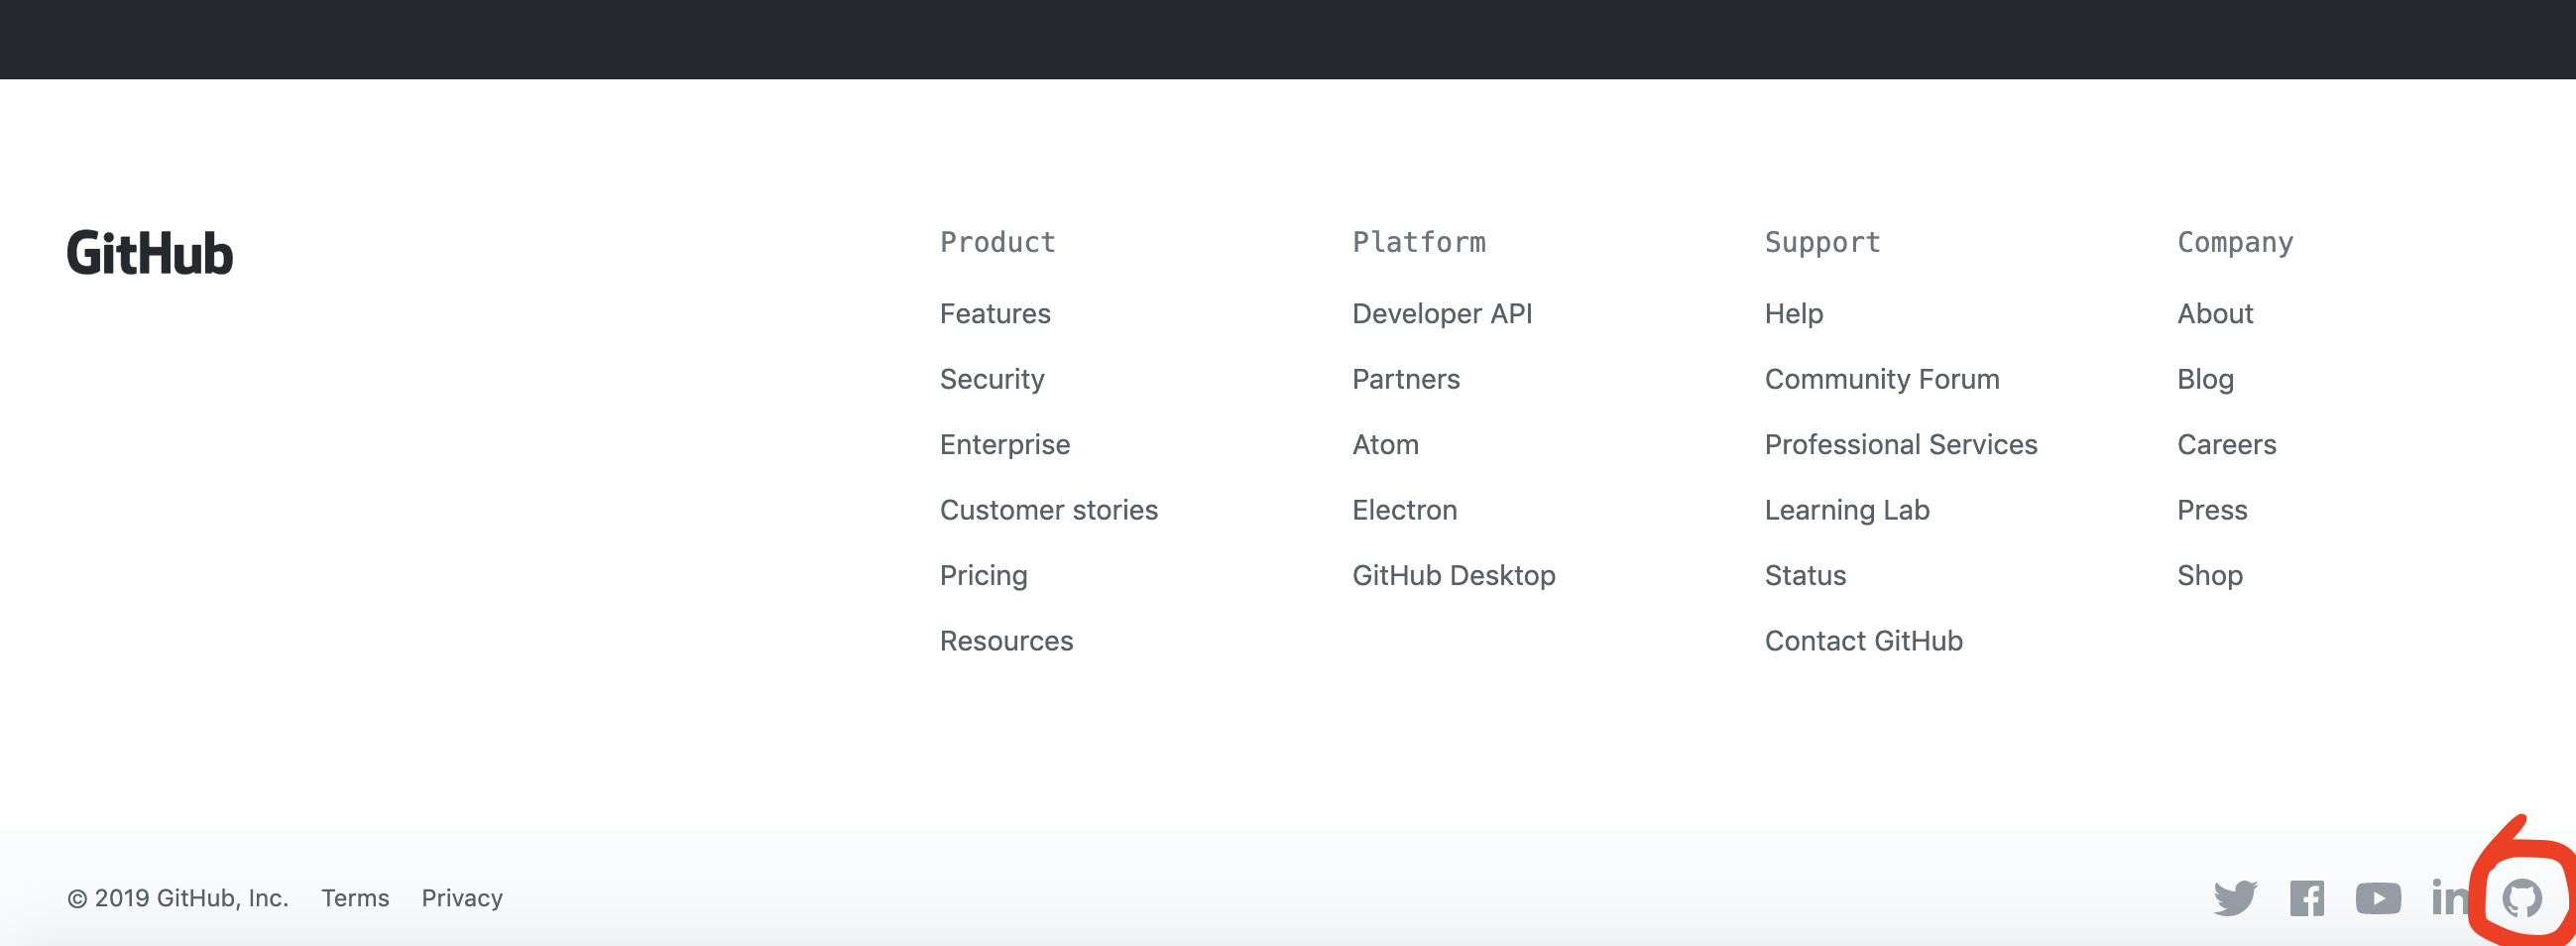 GitHub
Product
Features
Security
Enterprise
Customer stories
Pricing
Resources
Platform
Developer API
Partners
Atom
Electron
GitHub Desktop
Support
Help
Community Forum
Professional Services
Learning Lab
Status
Contact GitHub
Company
About
Blog
Careers
Press
Shop
© 2019 GitHub, Inc. Terms Privacy
in